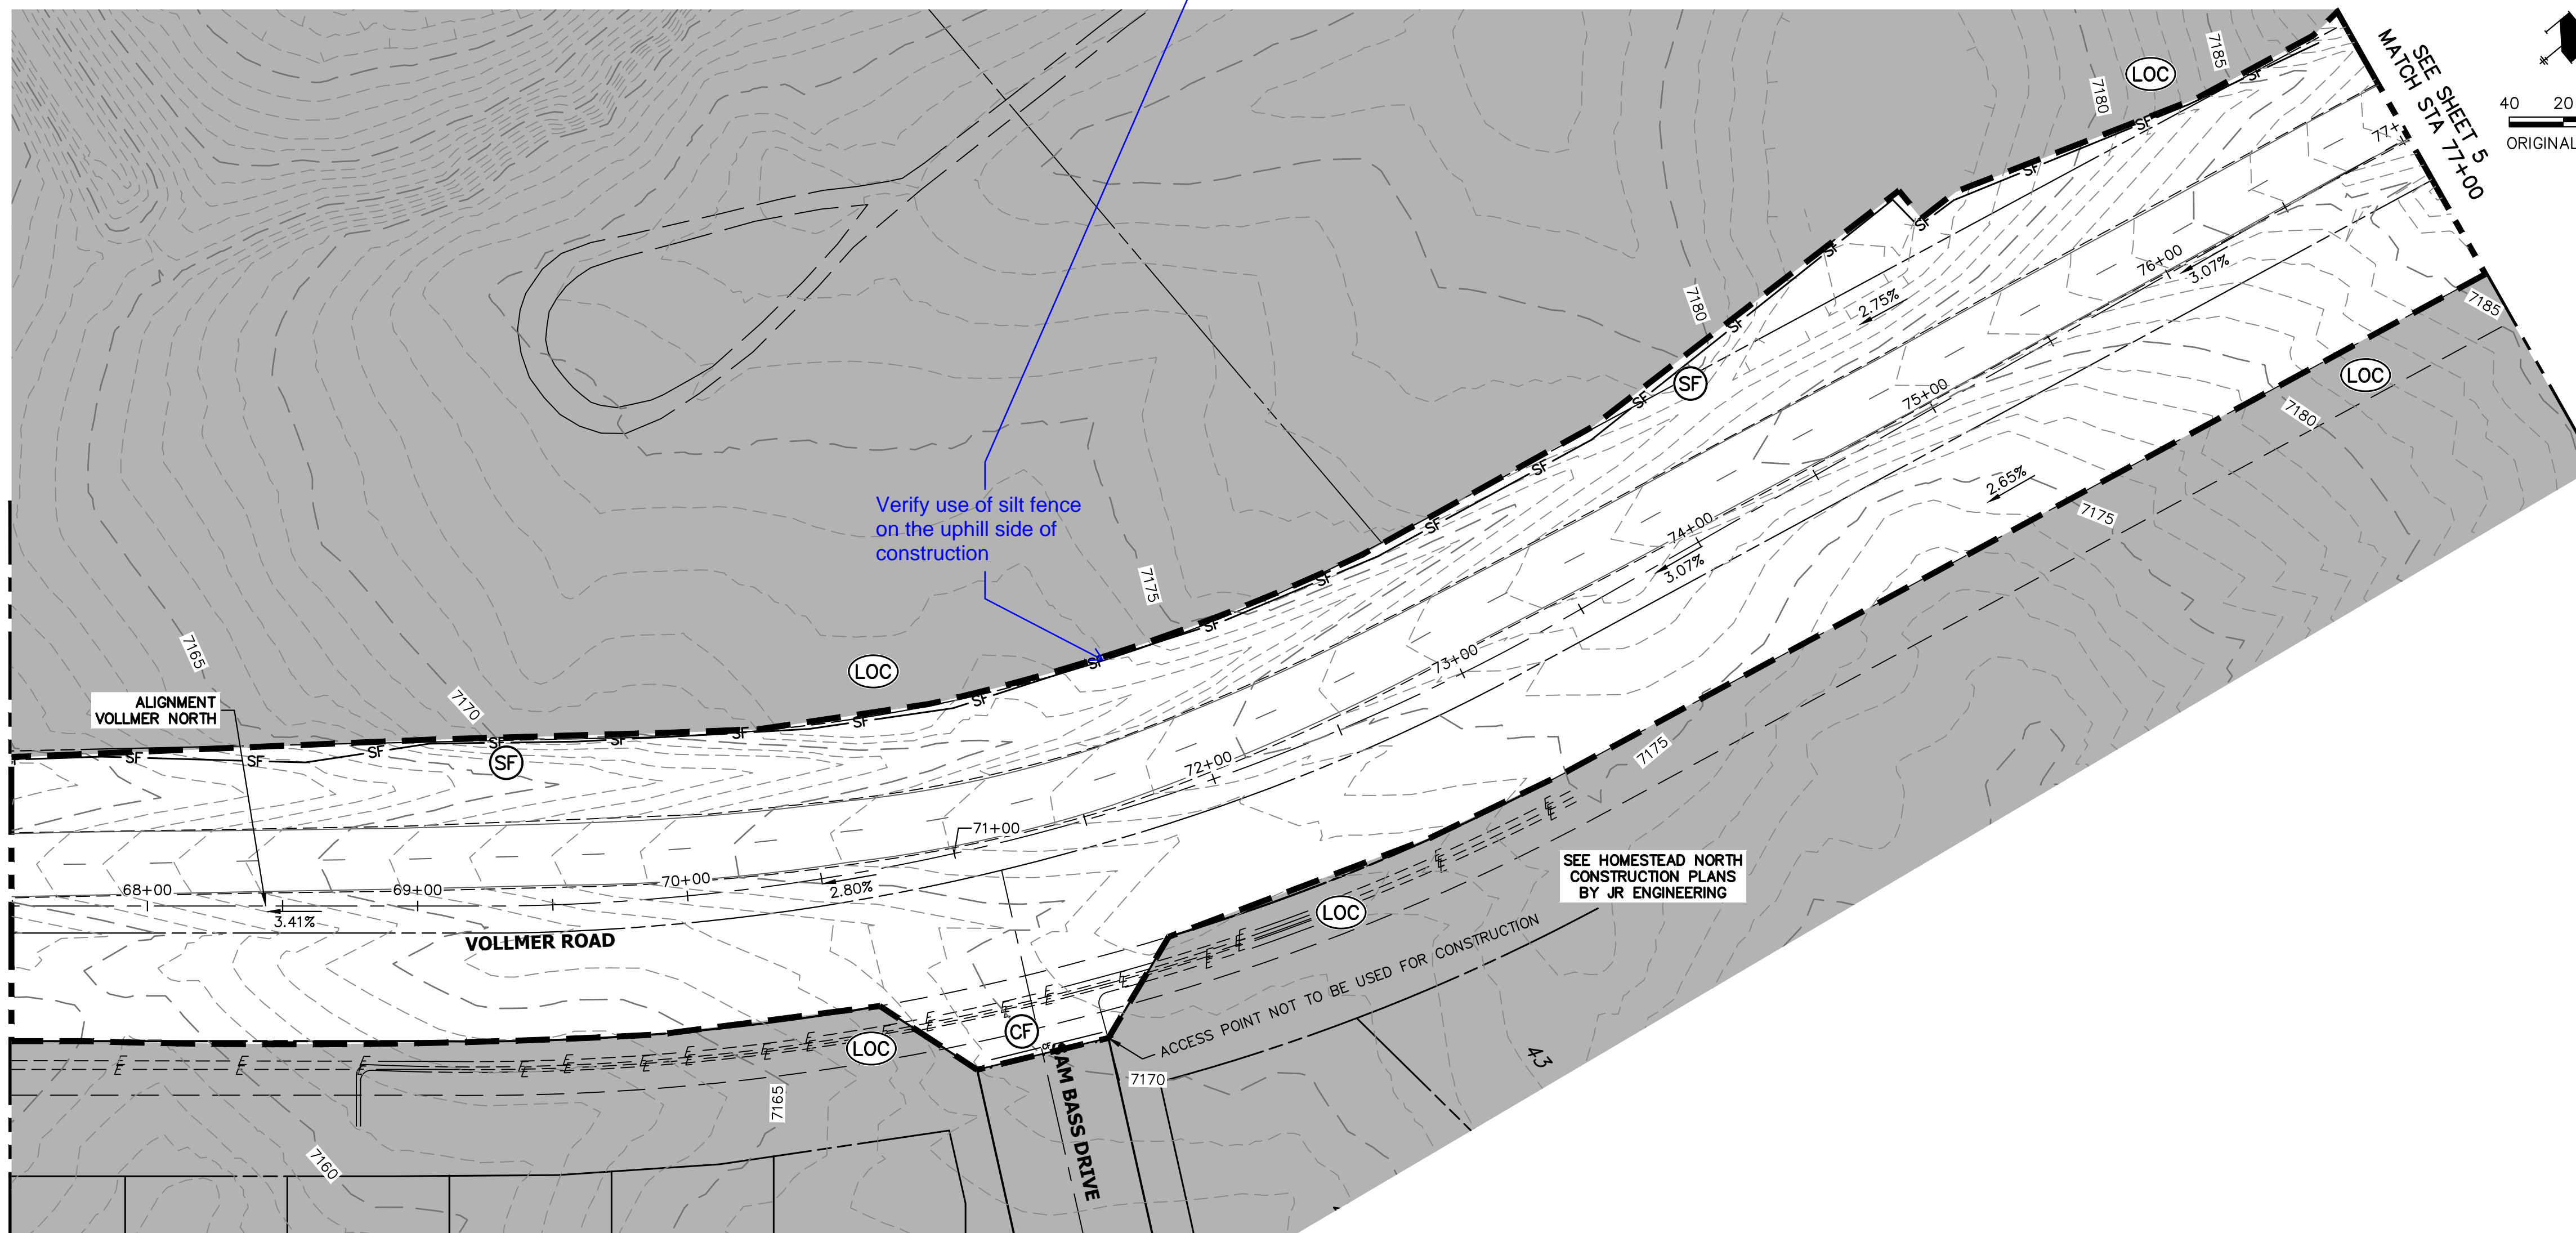 SEE SHEET 5
MATCH STA 77+00
40 20
ORIGINAL
LOC
7185
7180
SF
SF
SF
SF
SF
77+
76+00
3.07%
2.75%
7185
LOC
7180
SF
SF
7180
SF
SF
75+00
2.65%
7175
SF
SF
74+00
3.07%
Verify use of silt fence
on the uphill side of
construction
7175
SF
SF
SF
73+00
7175
7165
LOC
7170
ALIGNMENT
VOLLMER NORTH
SF
SF
SF
SF
SF
SF
SF
SF
SF
72+00
71+00
68+00
69+00
70+00
2.80%
3.41%
VOLLMER ROAD
SEE HOMESTEAD NORTH
CONSTRUCTION PLANS
BY JR ENGINEERING
LOC
ACCESS POINT NOT TO BE USED FOR CONSTRUCTION
CF
LOC
E E E E E E E E E
7170
43
7165
SAM BASS DRIVE
7160